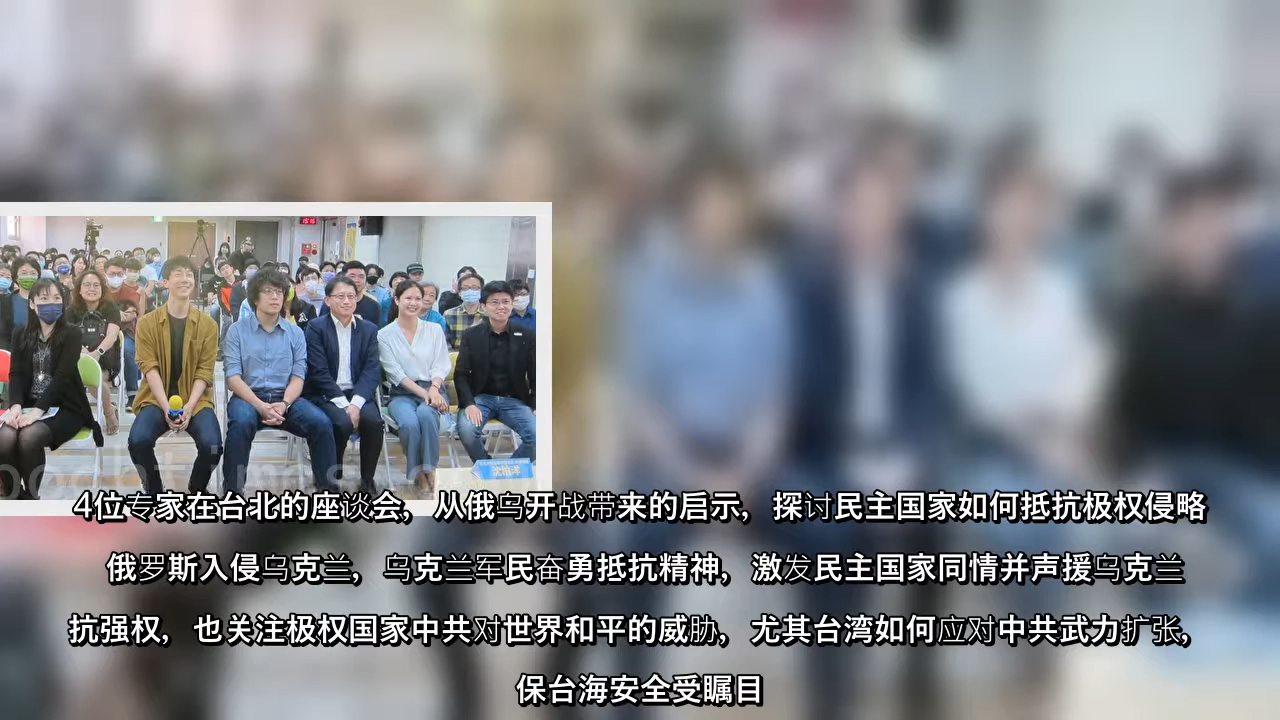 4位专家在台北的座谈会，从俄乌开战带来的启示，探讨民主国家如何抵抗极权侵略
俄罗斯入侵乌克兰，乌克兰军民奋勇抵抗精神，激发民主国家同情并声援乌克兰
抗强权，也关注极权国家中共对世界和平的威胁，尤其台湾如何应对中共武力扩张，
保台海安全受瞩目